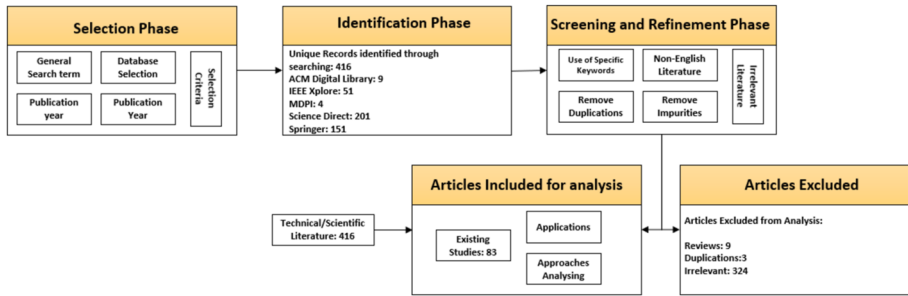 Selection Phase
General
Search term
Database
Selection
Publication
year
Publication
Year
Selection
Criteria
Identification Phase
Unique Records identified through
searching: 416
ACM Digital Library: 9
IEEE Xplore: 51
MDPI: 4
Science Direct: 201
Springer: 151
Screening and Refinement Phase
Use of Specific
Keywords
Non-English
Literature
Remove
Duplications
Remove
Impurities
Irrelevant
Literature
Technical/Scientific
Literature: 416
Articles Included for analysis
Existing
Studies: 83
Applications
Approaches
Analysing
Articles Excluded
Articles Excluded from Analysis:
Reviews: 9
Duplications:3
Irrelevant: 324